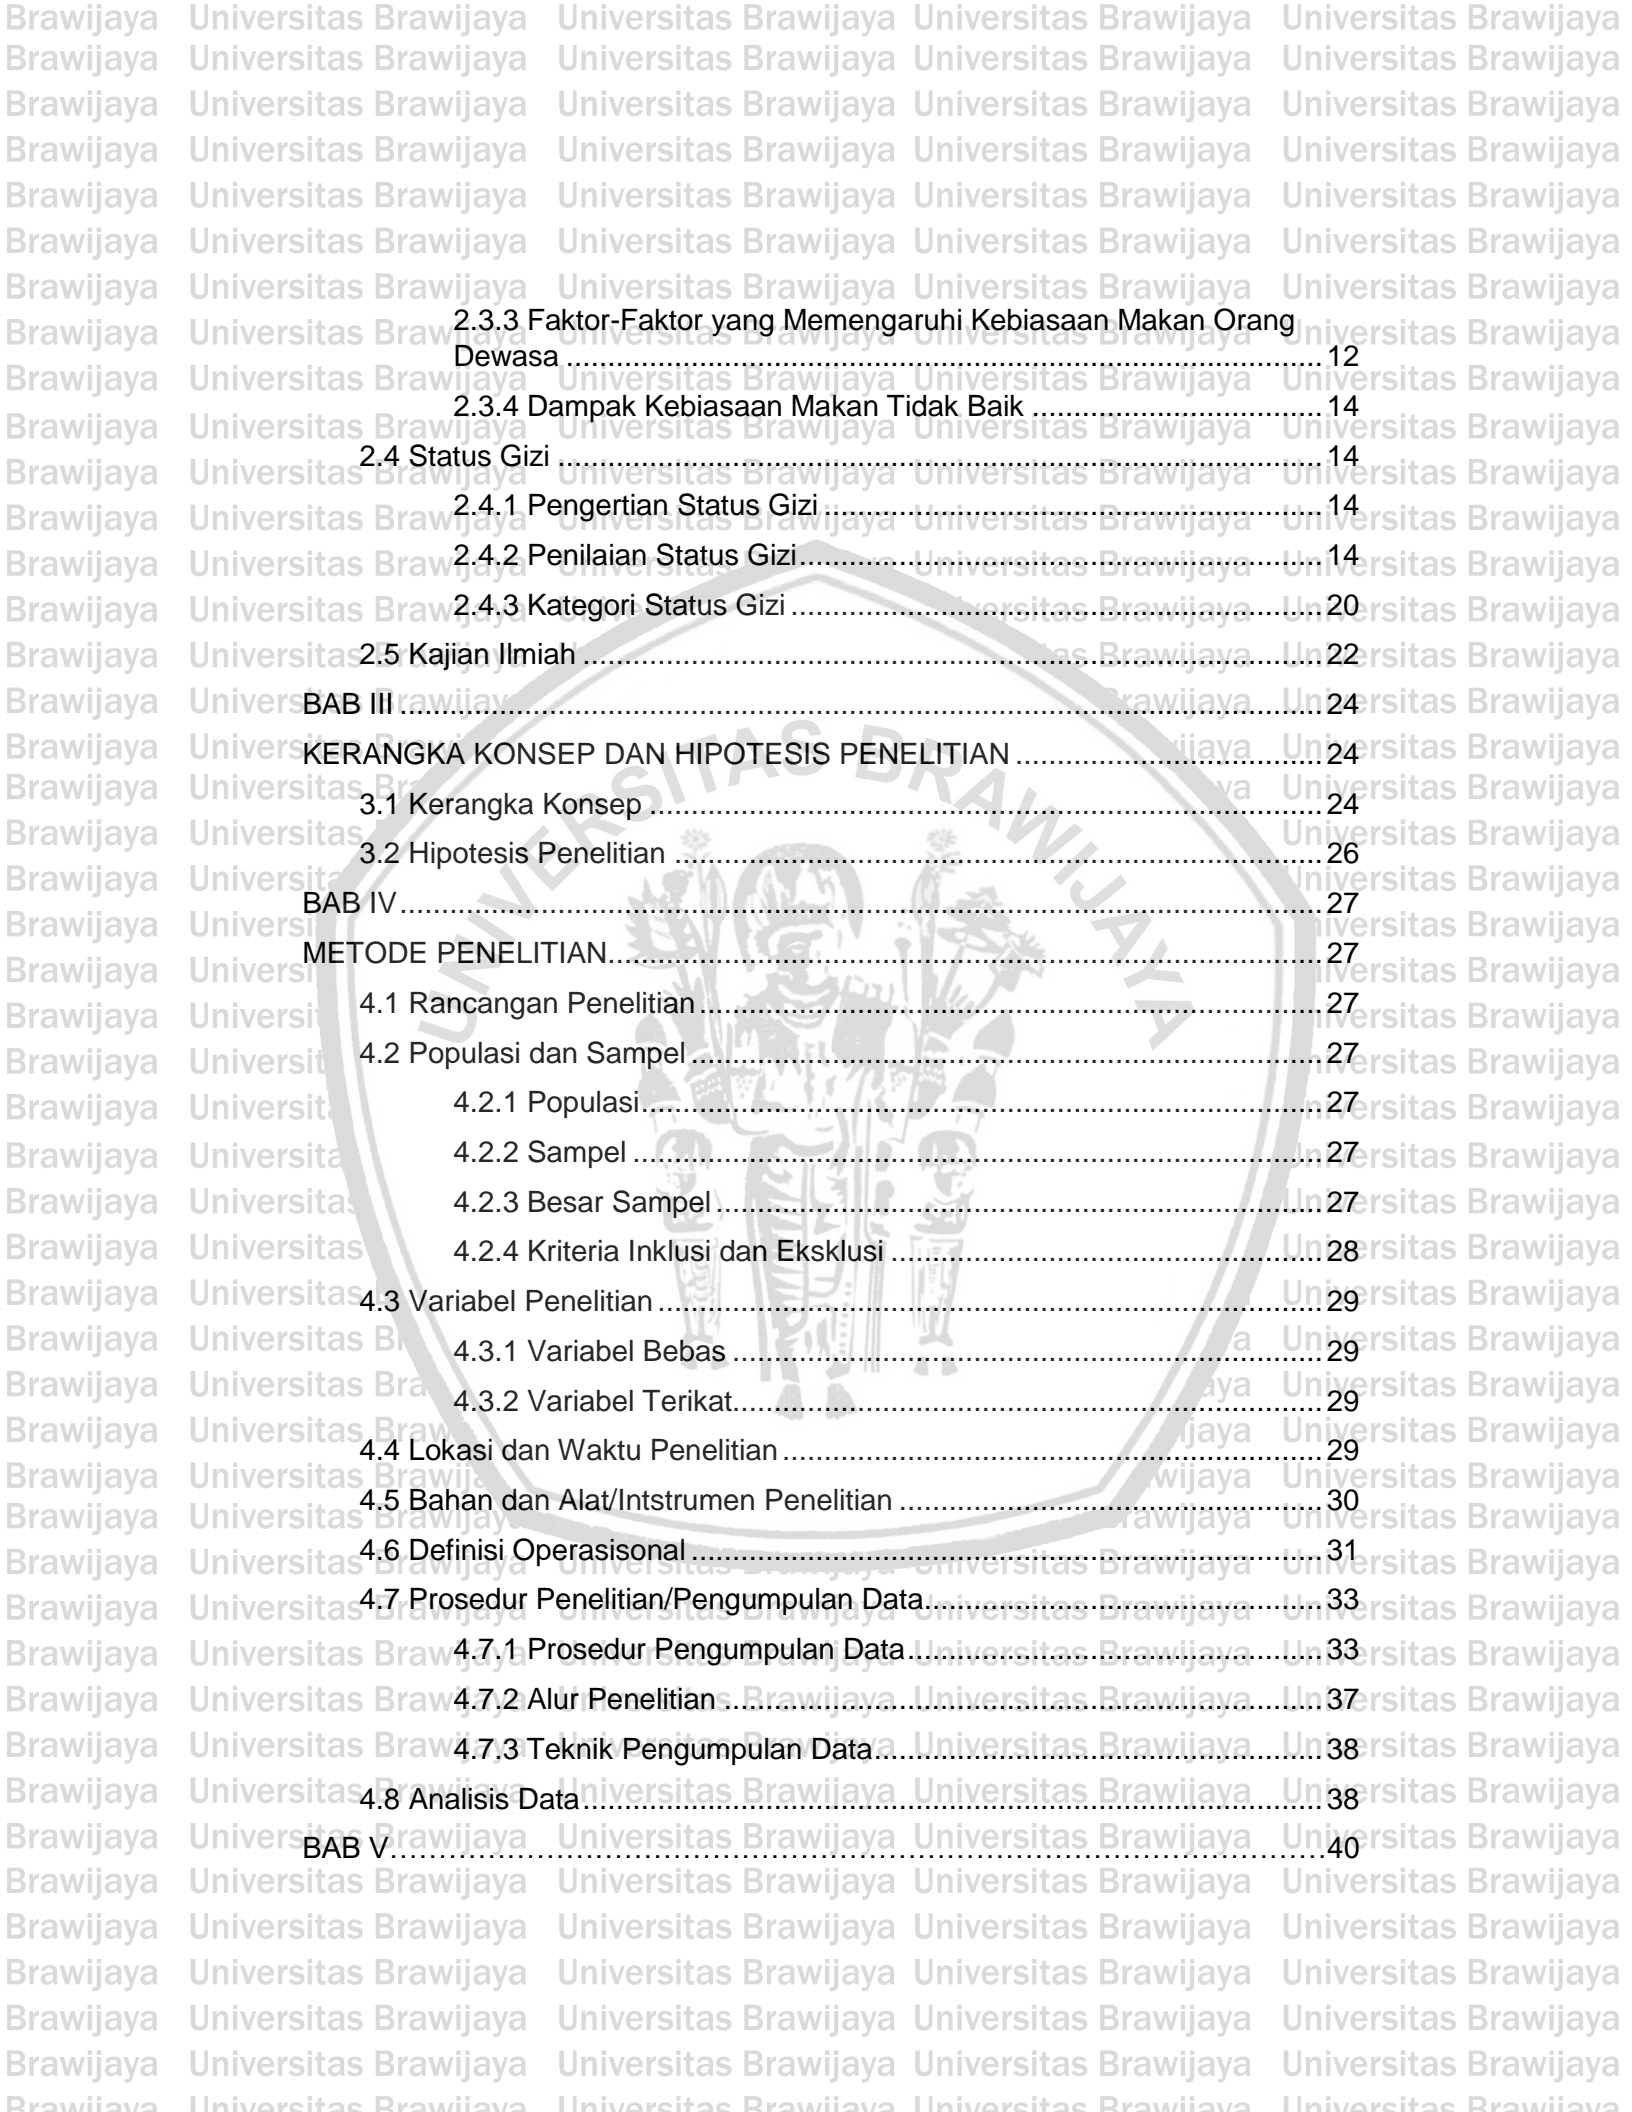 2.3.3 Faktor-Faktor yang Memengaruhi Kebiasaan Makan Orang
Dewasa ........................................ 12
2.3.4 Dampak Kebiasaan Makan Tidak Baik ........................................ 14
2.4 Status Gizi ........................................ 14
2.4.1 Pengertian Status Gizi ........................................ 14
2.4.2 Penilaian Status Gizi ........................................ 14
2.4.3 Kategori Status Gizi ........................................ 20
2.5 Kajian Ilmiah ........................................ 22
BAB III ........................................ 24
KERANGKA KONSEP DAN HIPOTESIS PENELITIAN ........................................ 24
3.1 Kerangka Konsep ........................................ 24
3.2 Hipotesis Penelitian ........................................ 26
BAB IV ........................................ 27
METODE PENELITIAN ........................................ 27
4.1 Rancangan Penelitian ........................................ 27
4.2 Populasi dan Sampel ........................................ 27
4.2.1 Populasi ........................................ 27
4.2.2 Sampel ........................................ 27
4.2.3 Besar Sampel ........................................ 27
4.2.4 Kriteria Inklusi dan Eksklusi ........................................ 28
4.3 Variabel Penelitian ........................................ 29
4.3.1 Variabel Bebas ........................................ 29
4.3.2 Variabel Terikat ........................................ 29
4.4 Lokasi dan Waktu Penelitian ........................................ 29
4.5 Bahan dan Alat/Intstrumen Penelitian ........................................ 30
4.6 Definisi Operasisonal ........................................ 31
4.7 Prosedur Penelitian/Pengumpulan Data ........................................ 33
4.7.1 Prosedur Pengumpulan Data ........................................ 33
4.7.2 Alur Penelitian ........................................ 37
4.7.3 Teknik Pengumpulan Data ........................................ 38
4.8 Analisis Data ........................................ 38
BAB V ........................................ 40
UNIVERSITAS BRAWIJAYA